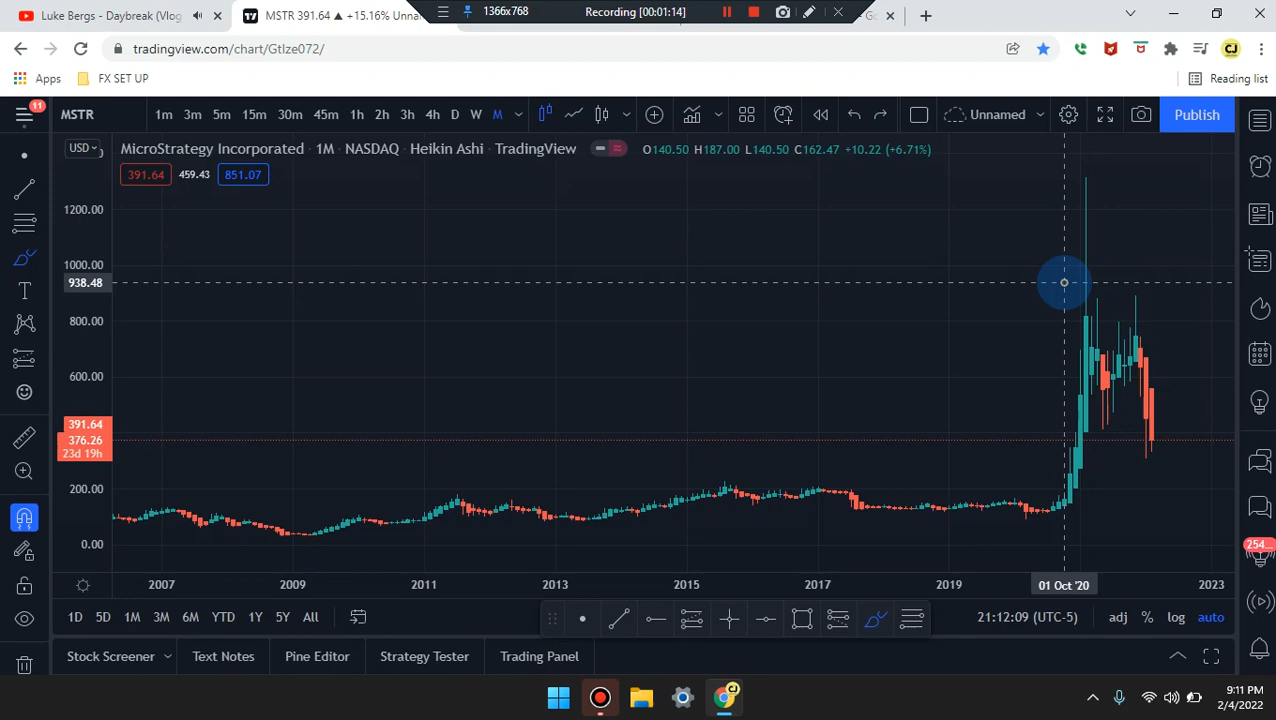 Luke Bergs - Daybreak (Vlog
MSTR 391.64 ▲ +15.16% Unna
1366x768
Recording [00:01:14]
tradingview.com/chart/GtIze072/
Apps
FX SET UP
Reading list
11
MSTR
1m 3m 5m 15m 30m 45m 1h 2h 3h 4h D W M
Unnamed
Publish
USD
MicroStrategy Incorporated · 1M · NASDAQ · Heikin Ashi · TradingView
O140.50 H187.00 L140.50 C162.47 +10.22 (+6.71%)
391.64 459.43 851.07
1200.00
1000.00
938.48
800.00
600.00
391.64
376.26
23d 19h
200.00
0.00
254...
2007 2009 2011 2013 2015 2017 2019 01 Oct '20 2023
1D 5D 1M 3M 6M YTD 1Y 5Y All
21:12:09 (UTC-5)
adj % log auto
Stock Screener
Text Notes
Pine Editor
Strategy Tester
Trading Panel
CJ
9:11 PM
2/4/2022